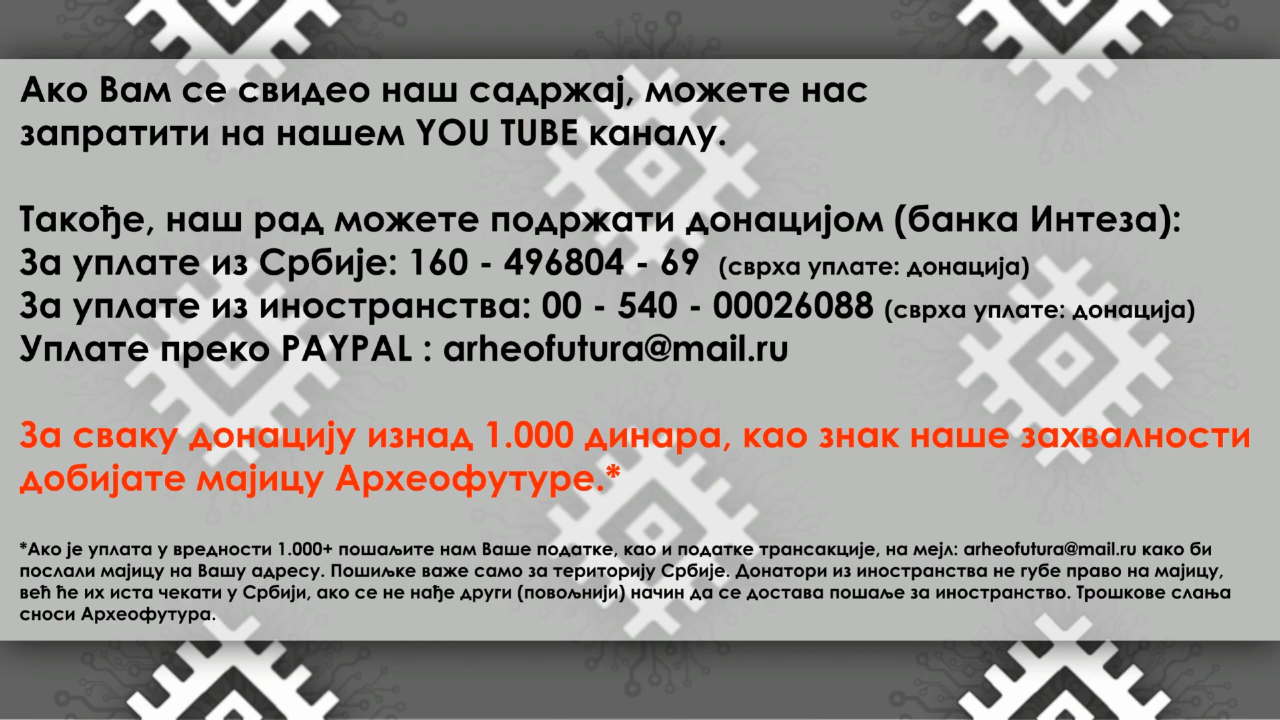 Ако Вам се свидео наш садржај, можете нас
запратити на нашем YOU TUBE каналу.
Такође, наш рад можете подржати донацијом (банка Интеза):
За уплате из Србије: 160 - 496804 - 69 (сврха уплате: донација)
За уплате из иностранства: 00 - 540 - 00026088 (сврха уплате: донација)
Уплате преко PAYPAL : arheofutura@mail.ru
За сваку донацију изнад 1.000 динара, као знак наше захвалности
добијате мајицу Археофутуре.*
*Ако је уплата у вредности 1.000+ пошаљите нам Ваше податке, као и податке трансакције, на мејл: arheofutura@mail.ru како би
послали мајицу на Вашу адресу. Пошиљке важе само за територију Србије. Донатори из иностранства не губе право на мајицу,
већ ће их иста чекати у Србији, ако се не нађе други (повољнији) начин да се достава пошаље за иностранство. Трошкове слања
сноси Археофутура.